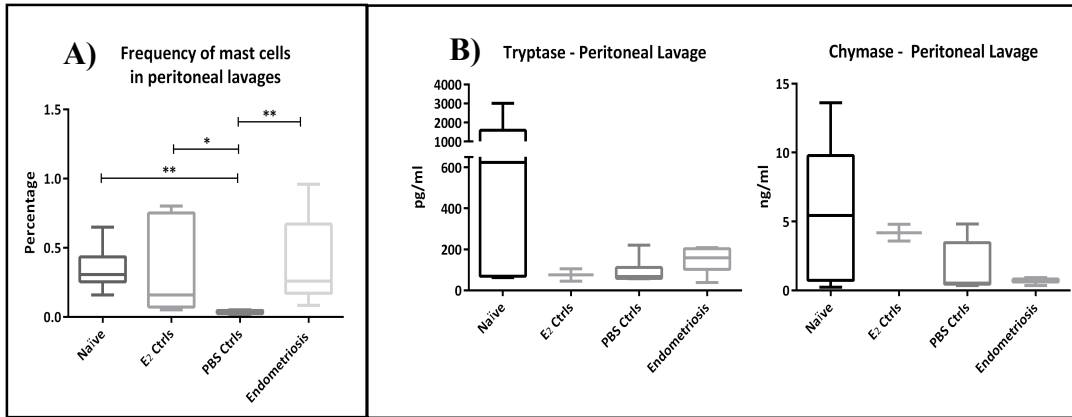 A)
Frequency of mast cells
in peritoneal lavages
Percentage
1.5
1.0
0.5
0.0
**
*
**
Naïve
E2 Ctrls
PBS Ctrls
Endometriosis
B)
Tryptase - Peritoneal Lavage
pg/ml
4000
3000
2000
1000
600
400
200
0
Naïve
E2 Ctrls
PBS Ctrls
Endometriosis
Chymase - Peritoneal Lavage
ng/ml
15
10
5
0
Naïve
E2 Ctrls
PBS Ctrls
Endometriosis